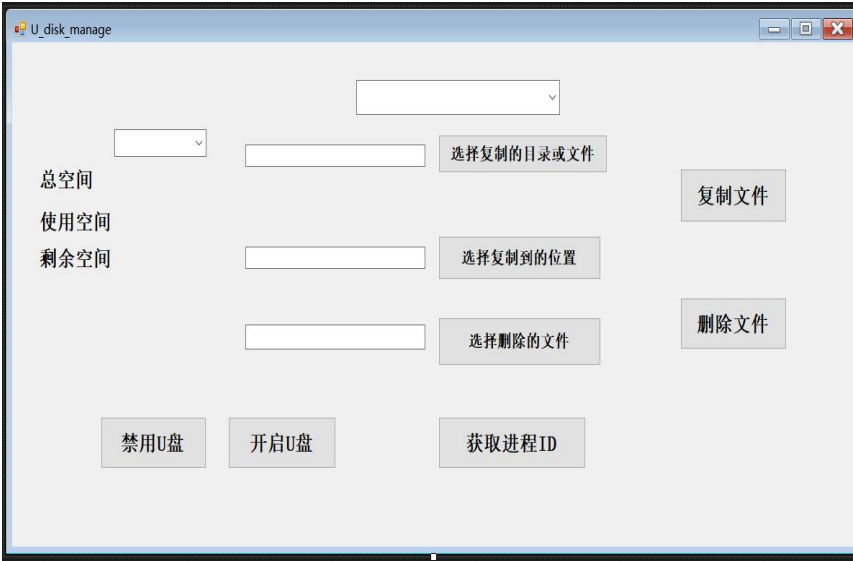 U_disk_manage
选择复制的目录或文件
总空间
复制文件
使用空间
剩余空间
选择复制到的位置
删除文件
选择删除的文件
禁用U盘
开启U盘
获取进程ID